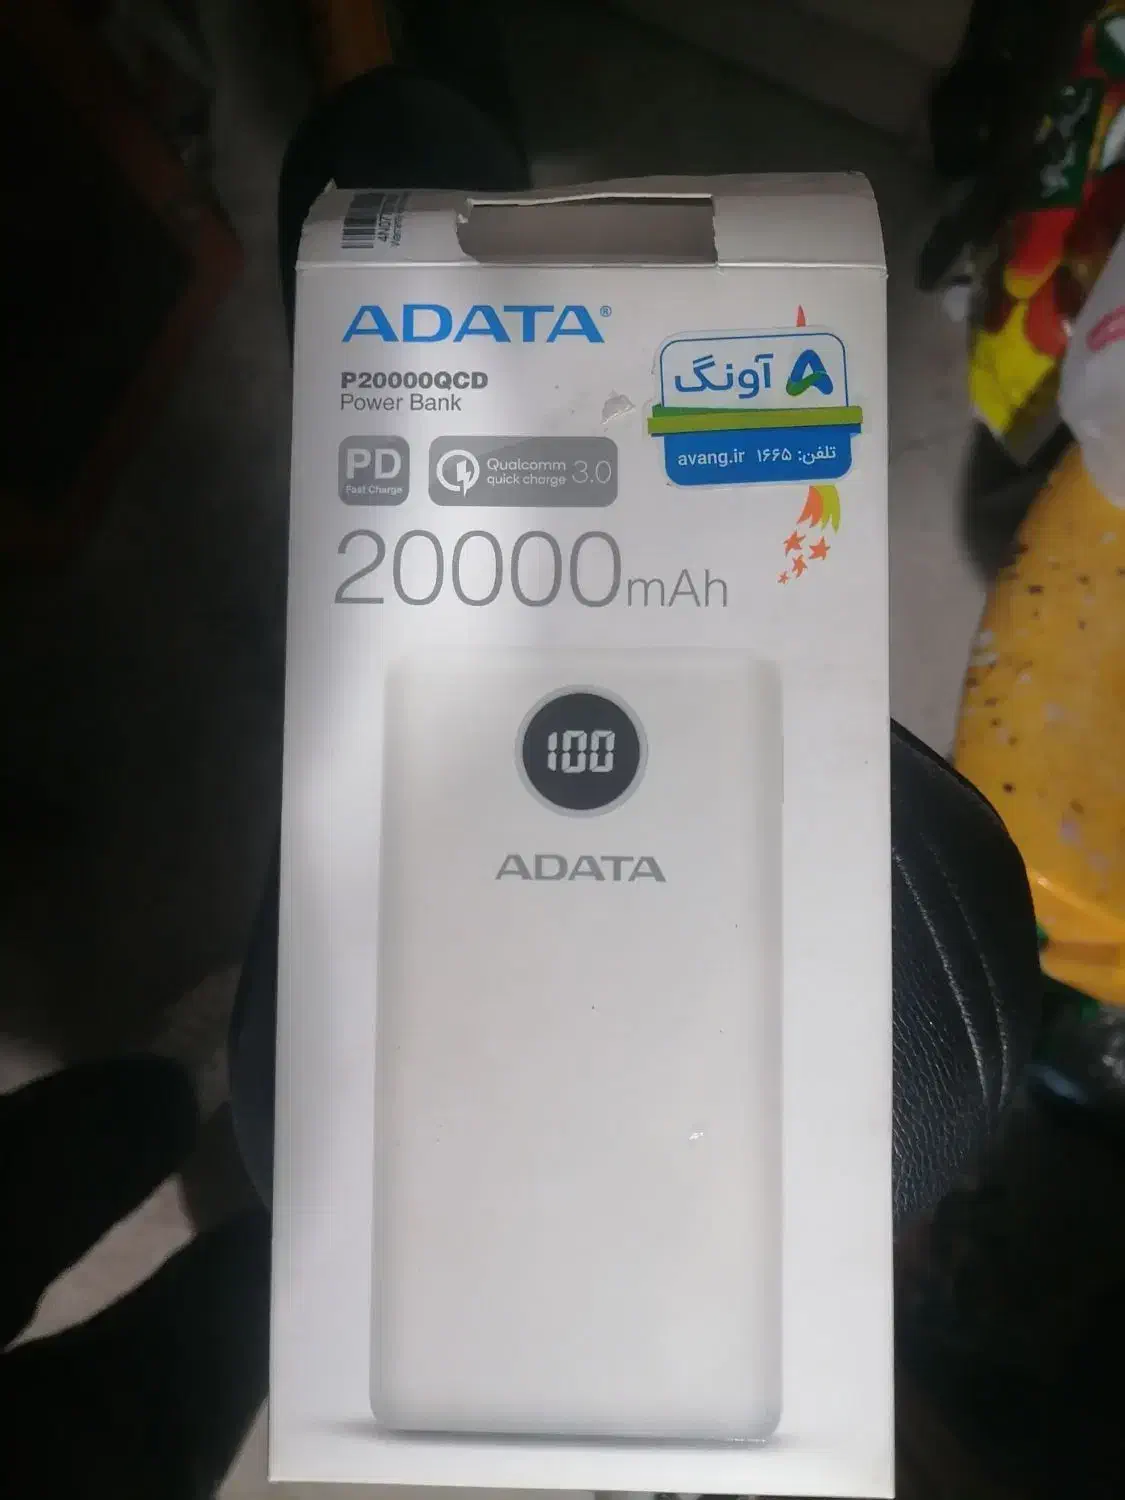 4N07
ADATA®
P20000QCD
Power Bank
آونگ
تلفن: ۱۶۶۵ avang.ir
PD
Fast Charge
Qualcomm
quick charge 3.0
20000mAh
100
ADATA